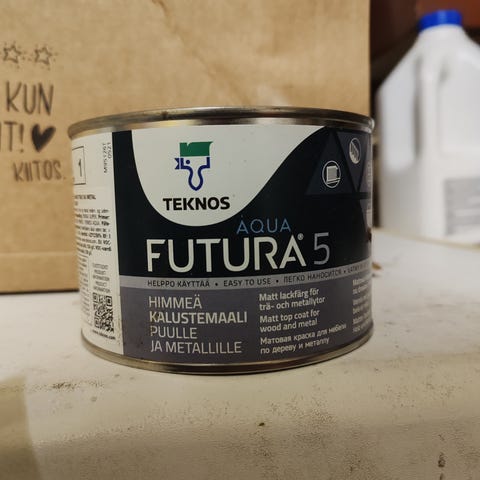 KUN
T!
KIITOS.
1
TEKNOS
AQUA
FUTURA® 5
HELPPO KÄYTTÄÄ • EASY TO USE • ЛЕГКО НАНОСИТСЯ •
HIMMEÄ
KALUSTEMAALI
PUULLE
JA METALLILLE
Matt lackfärg för
trä- och metallytor
Matt top coat for
wood and metal
Матовая краска для мебели
по дереву и металлу